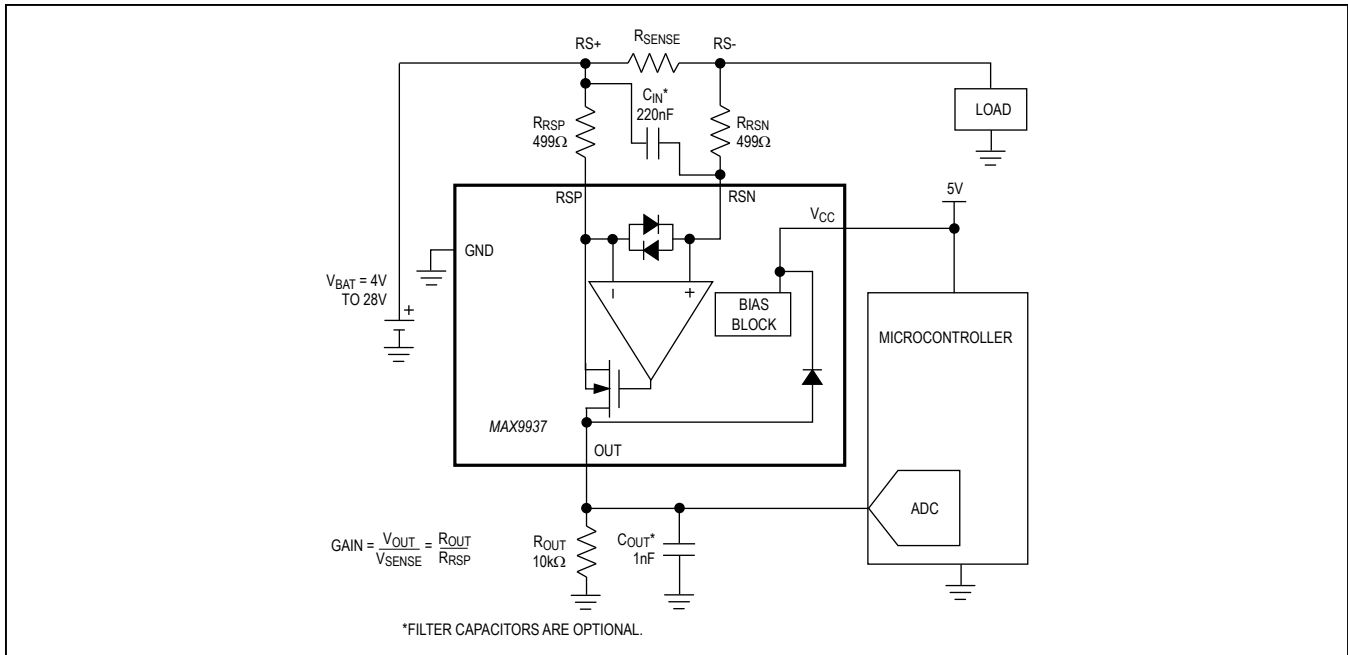 RS+
RSENSE
RS-
CIN*
220nF
RRSP
499Ω
RRSN
499Ω
LOAD
RSP
RSN
5V
VCC
GND
VBAT = 4V
TO 28V
+
-
+
BIAS
BLOCK
MICROCONTROLLER
MAX9937
OUT
ADC
GAIN = VOUT/VSENSE = ROUT/RRSP
ROUT
10kΩ
COUT*
1nF
*FILTER CAPACITORS ARE OPTIONAL.